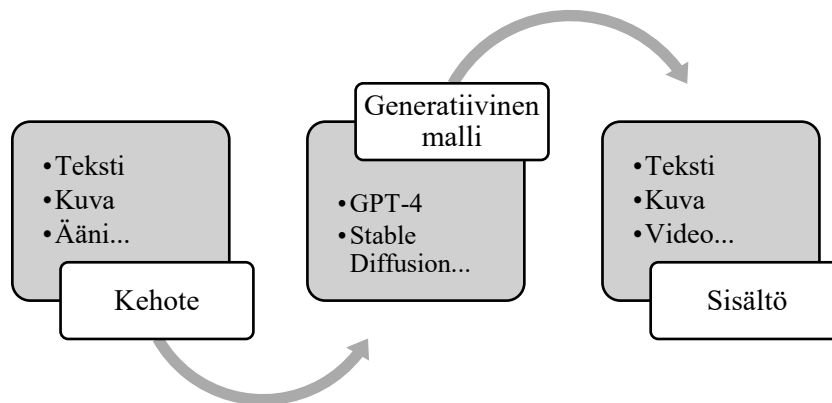 •Teksti
•Kuva
•Ääni...
Kehote
Generatiivinen
malli
•GPT-4
•Stable
Diffusion...
•Teksti
•Kuva
•Video...
Sisältö